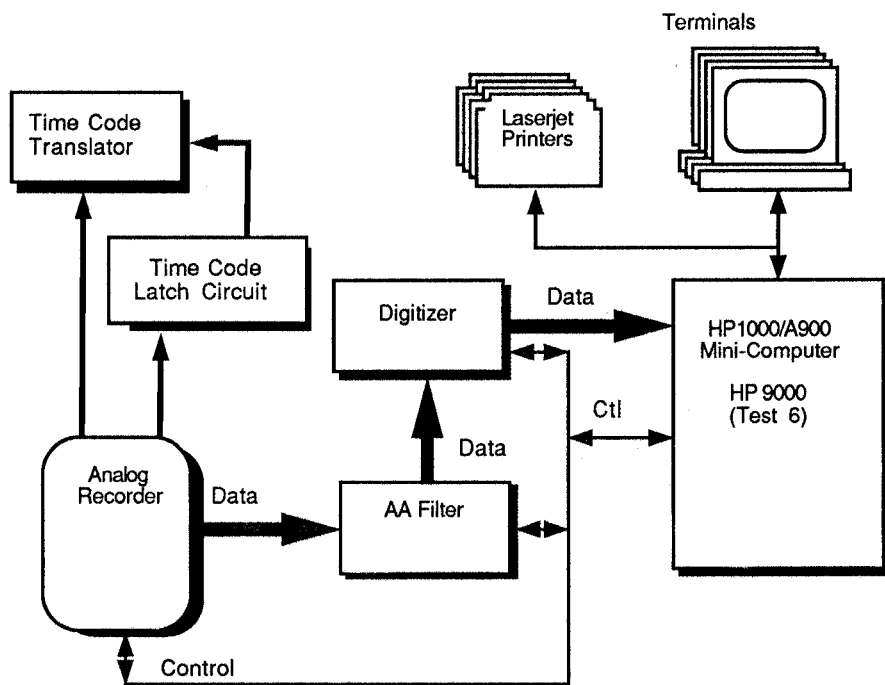 Terminals
Time Code
Translator
Laserjet
Printers
Time Code
Latch Circuit
Digitizer
Data
HP1000/A900
Mini-Computer
HP 9000
(Test 6)
Ctl
Data
Analog
Recorder
Data
AA Filter
Control